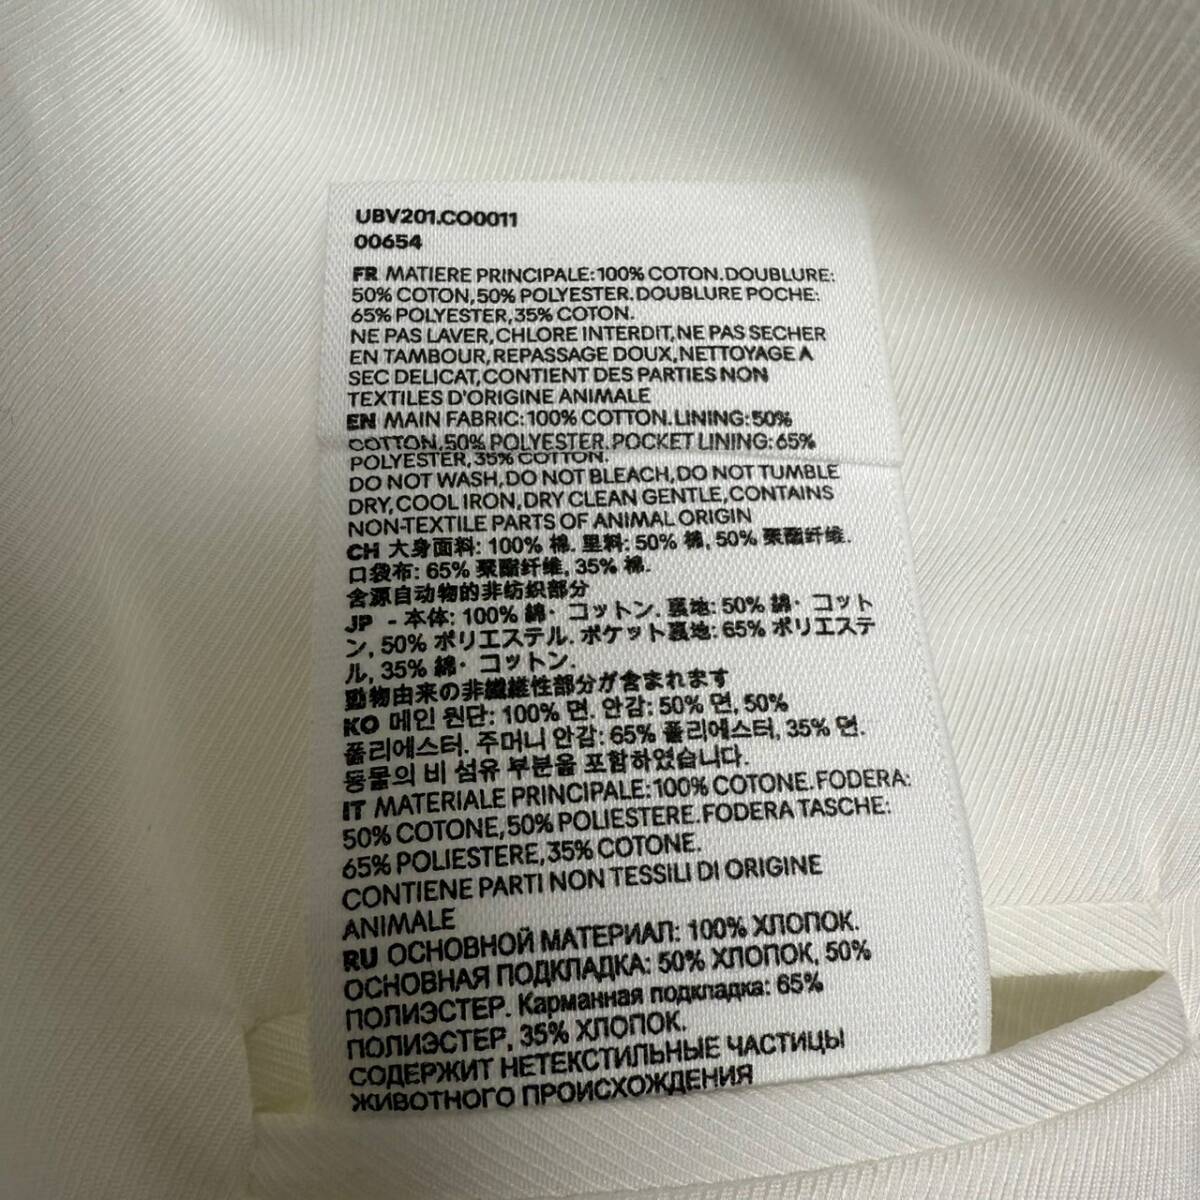 UBV201.CO0011
00654
FR MATIERE PRINCIPALE:100% COTON.DOUBLURE:
50% COTON,50% POLYESTER.DOUBLURE POCHE:
65% POLYESTER,35% COTON.
NE PAS LAVER,CHLORE INTERDIT,NE PAS SECHER
EN TAMBOUR,REPASSAGE DOUX,NETTOYAGE A
SEC DELICAT,CONTIENT DES PARTIES NON
TEXTILES D'ORIGINE ANIMALE
EN MAIN FABRIC:100% COTTON.LINING:50%
COTTON,50% POLYESTER.POCKET LINING:65%
POLYESTER,35% COTTON.
DO NOT WASH,DO NOT BLEACH,DO NOT TUMBLE
DRY,COOL IRON,DRY CLEAN GENTLE,CONTAINS
NON-TEXTILE PARTS OF ANIMAL ORIGIN
CH 大身面料: 100% 棉. 里料: 50% 棉, 50% 聚酯纤维.
口袋布: 65% 聚酯纤维, 35% 棉.
含源自动物的非纺织部分
JP - 本体: 100% 綿・コットン. 裏地: 50% 綿・コット
ン, 50% ポリエステル. ポケット裏地: 65% ポリエステ
ル, 35% 綿・コットン.
動物由来の非繊維性部分が含まれます
KO 메인 원단: 100% 면. 안감: 50% 면, 50%
폴리에스터. 주머니 안감: 65% 폴리에스터, 35% 면.
동물의 비 섬유 부분을 포함하였습니다.
IT MATERIALE PRINCIPALE:100% COTONE.FODERA:
50% COTONE,50% POLIESTERE.FODERA TASCHE:
65% POLIESTERE,35% COTONE.
CONTIENE PARTI NON TESSILI DI ORIGINE
ANIMALE
RU ОСНОВНОЙ МАТЕРИАЛ: 100% ХЛОПОК.
ОСНОВНАЯ ПОДКЛАДКА: 50% ХЛОПОК, 50%
ПОЛИЭСТЕР. Карманная подкладка: 65%
ПОЛИЭСТЕР, 35% ХЛОПОК.
СОДЕРЖИТ НЕТЕКСТИЛЬНЫЕ ЧАСТИЦЫ
ЖИВОТНОГО ПРОИСХОЖДЕНИЯ